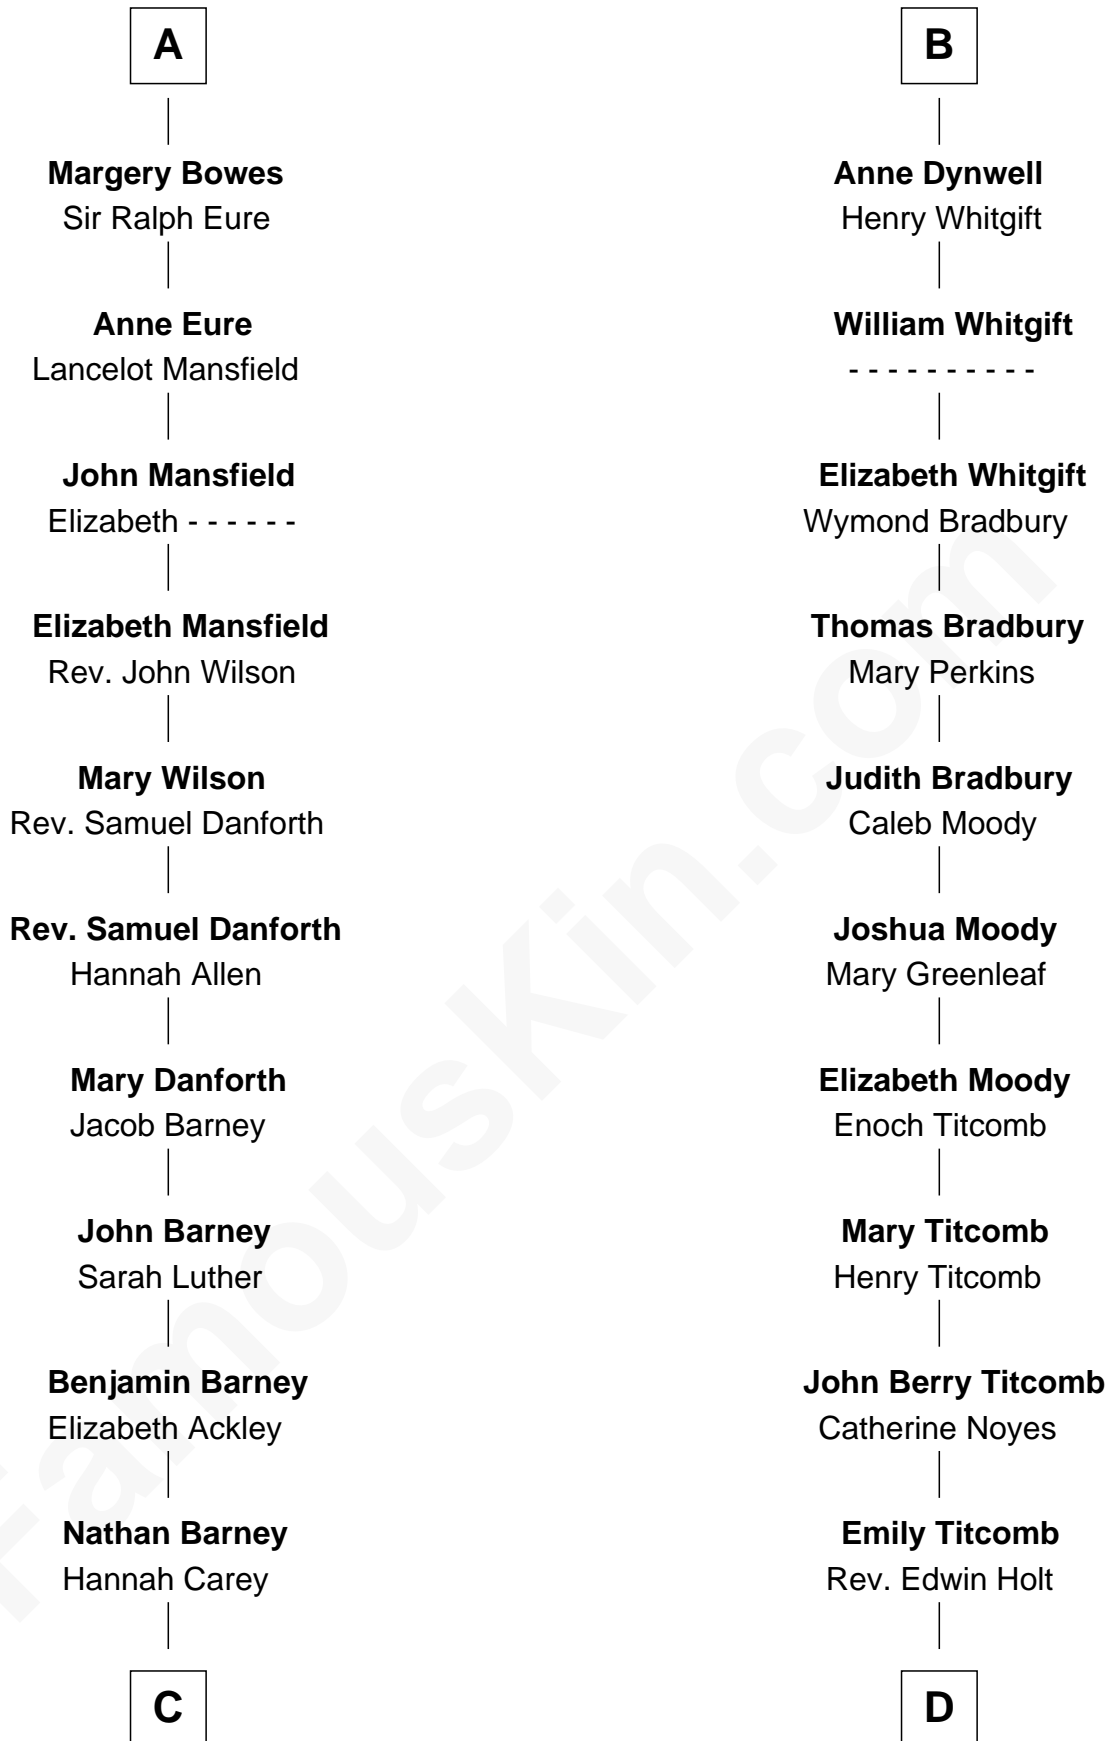 A
Margery Bowes
Sir Ralph Eure
Anne Eure
Lancelot Mansfield
John Mansfield
Elizabeth - - - - - -
Elizabeth Mansfield
Rev. John Wilson
Mary Wilson
Rev. Samuel Danforth
Rev. Samuel Danforth
Hannah Allen
Mary Danforth
Jacob Barney
John Barney
Sarah Luther
Benjamin Barney
Elizabeth Ackley
Nathan Barney
Hannah Carey
C
B
Anne Dynwell
Henry Whitgift
William Whitgift
- - - - - - - - - -
Elizabeth Whitgift
Wymond Bradbury
Thomas Bradbury
Mary Perkins
Judith Bradbury
Caleb Moody
Joshua Moody
Mary Greenleaf
Elizabeth Moody
Enoch Titcomb
Mary Titcomb
Henry Titcomb
John Berry Titcomb
Catherine Noyes
Emily Titcomb
Rev. Edwin Holt
D
FamousKin.com